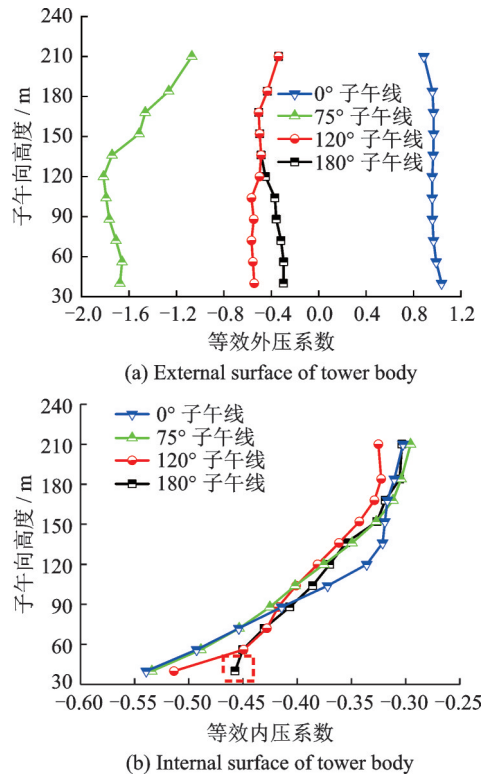 210
180
150
120
90
60
30
子午向高度 / m
0° 子午线
75° 子午线
120° 子午线
180° 子午线
−2.0 −1.6 −1.2 −0.8 −0.4 0.0 0.4 0.8 1.2
等效外压系数
(a) External surface of tower body
240
210
180
150
120
90
60
30
子午向高度 / m
0° 子午线
75° 子午线
120° 子午线
180° 子午线
−0.60 −0.55 −0.50 −0.45 −0.40 −0.35 −0.30 −0.25
等效内压系数
(b) Internal surface of tower body